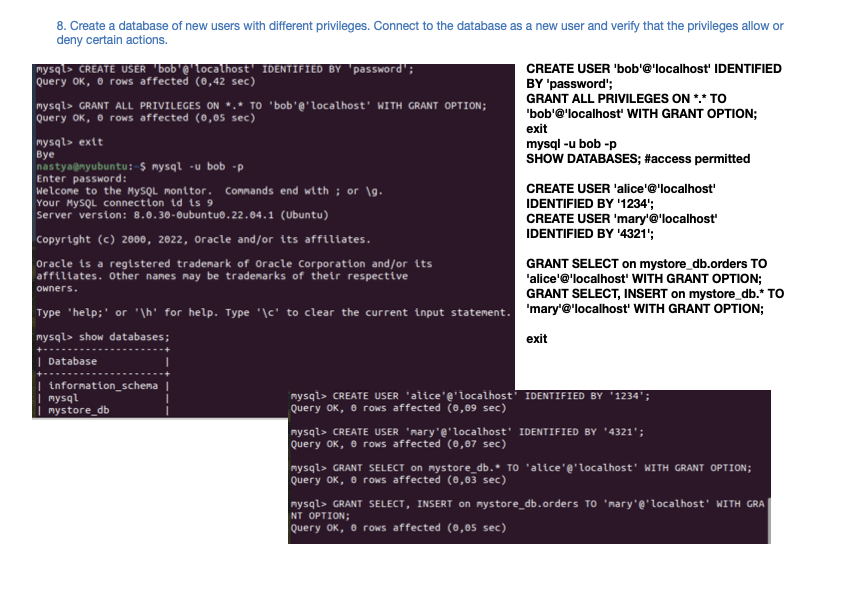 8. Create a database of new users with different privileges. Connect to the database as a new user and verify that the privileges allow or
deny certain actions.
mysql> CREATE USER 'bob'@'localhost' IDENTIFIED BY 'password';
Query OK, 0 rows affected (0,42 sec)
mysql> GRANT ALL PRIVILEGES ON *.* TO 'bob'@'localhost' WITH GRANT OPTION;
Query OK, 0 rows affected (0,05 sec)
mysql> exit
Bye
nastya@myubuntu:~$ mysql -u bob -p
Enter password:
Welcome to the MySQL monitor.  Commands end with ; or \g.
Your MySQL connection id is 9
Server version: 8.0.30-0ubuntu0.22.04.1 (Ubuntu)
Copyright (c) 2000, 2022, Oracle and/or its affiliates.
Oracle is a registered trademark of Oracle Corporation and/or its
affiliates. Other names may be trademarks of their respective
owners.
Type 'help;' or '\h' for help. Type '\c' to clear the current input statement.
mysql> show databases;
+--------------------+
| Database           |
+--------------------+
| information_schema |
| mysql              |
| mystore_db         |
CREATE USER 'bob'@'localhost' IDENTIFIED
BY 'password';
GRANT ALL PRIVILEGES ON *.* TO
'bob'@'localhost' WITH GRANT OPTION;
exit
mysql -u bob -p
SHOW DATABASES; #access permitted
CREATE USER 'alice'@'localhost'
IDENTIFIED BY '1234';
CREATE USER 'mary'@'localhost'
IDENTIFIED BY '4321';
GRANT SELECT on mystore_db.orders TO
'alice'@'localhost' WITH GRANT OPTION;
GRANT SELECT, INSERT on mystore_db.* TO
'mary'@'localhost' WITH GRANT OPTION;
exit
mysql> CREATE USER 'alice'@'localhost' IDENTIFIED BY '1234';
Query OK, 0 rows affected (0,09 sec)
mysql> CREATE USER 'mary'@'localhost' IDENTIFIED BY '4321';
Query OK, 0 rows affected (0,07 sec)
mysql> GRANT SELECT on mystore_db.* TO 'alice'@'localhost' WITH GRANT OPTION;
Query OK, 0 rows affected (0,03 sec)
mysql> GRANT SELECT, INSERT on mystore_db.orders TO 'mary'@'localhost' WITH GRA
NT OPTION;
Query OK, 0 rows affected (0,05 sec)